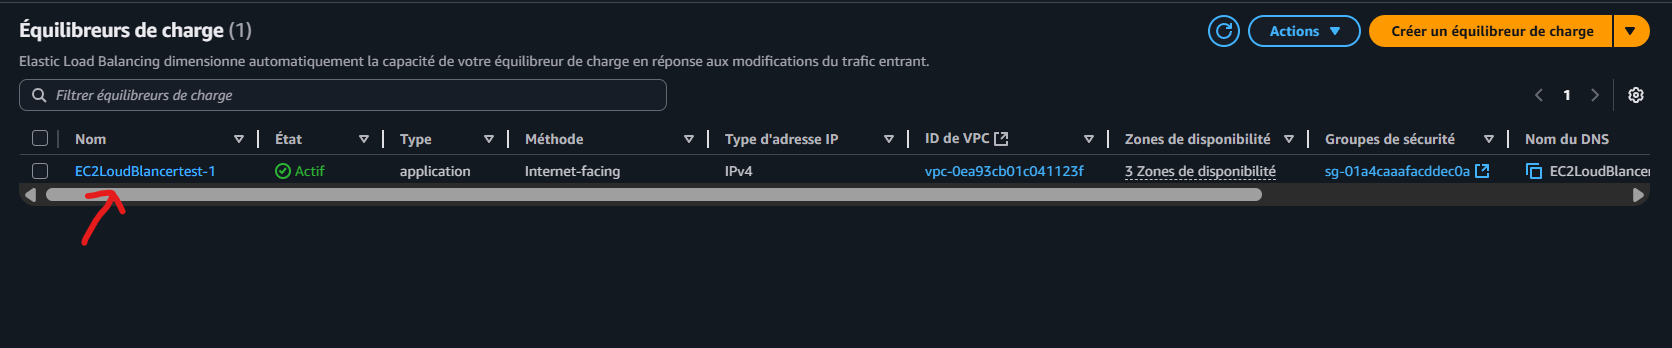 Équilibreurs de charge (1)
Actions
Créer un équilibreur de charge
Elastic Load Balancing dimensionne automatiquement la capacité de votre équilibreur de charge en réponse aux modifications du trafic entrant.
Filtrer équilibreurs de charge
1
Nom État Type Méthode Type d'adresse IP ID de VPC Zones de disponibilité Groupes de sécurité Nom du DNS
EC2LoudBlancertest-1 Actif application Internet-facing IPv4 vpc-0ea93cb01c041123f 3 Zones de disponibilité sg-01a4caaafacddec0a EC2LoudBlancer